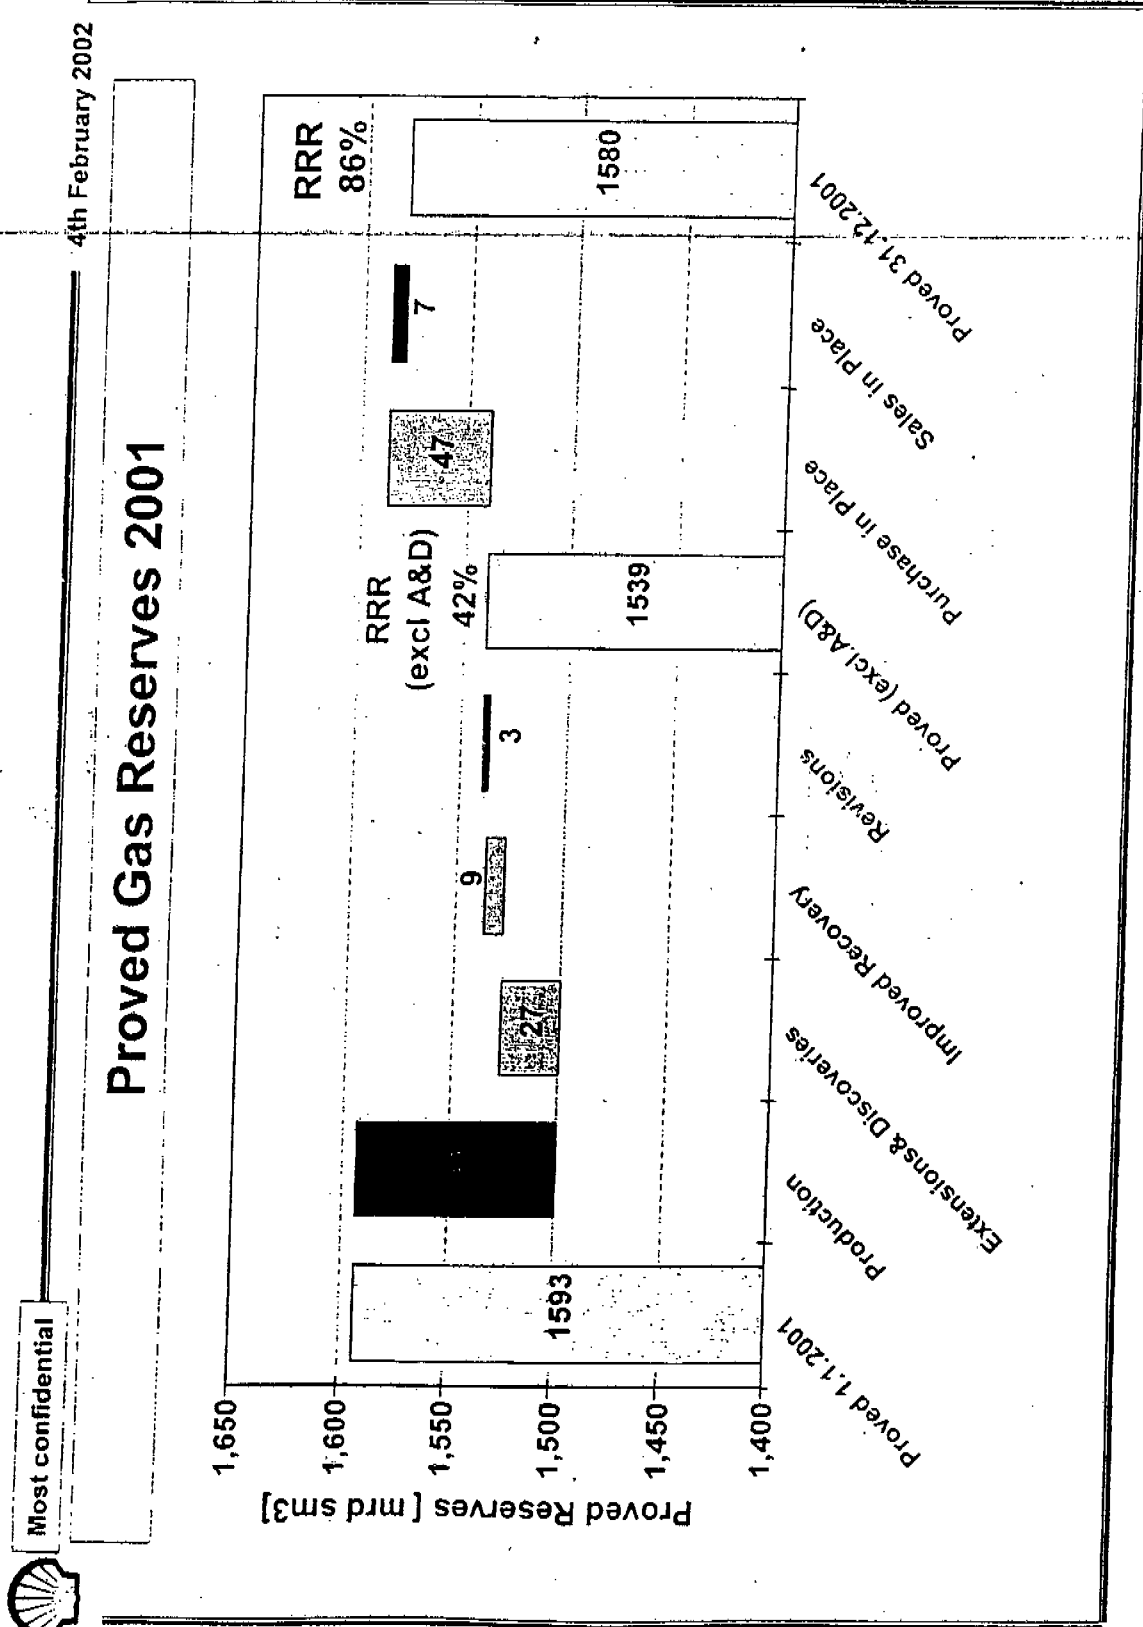 Most confidential
4th February 2002
Proved Gas Reserves 2001
Proved Reserves [ mrd sm3]
1,650
1,600
1,550
1,500
1,450
1,400
1593
27
9
3
RRR
(excl A&D)
42%
1539
47
7
RRR
86%
1580
Proved 1.1.2001
Production
Extensions& Discoveries
Improved Recovery
Revisions
Proved (excl.A&D)
Purchase in Place
Sales in Place
Proved 31.12.2001